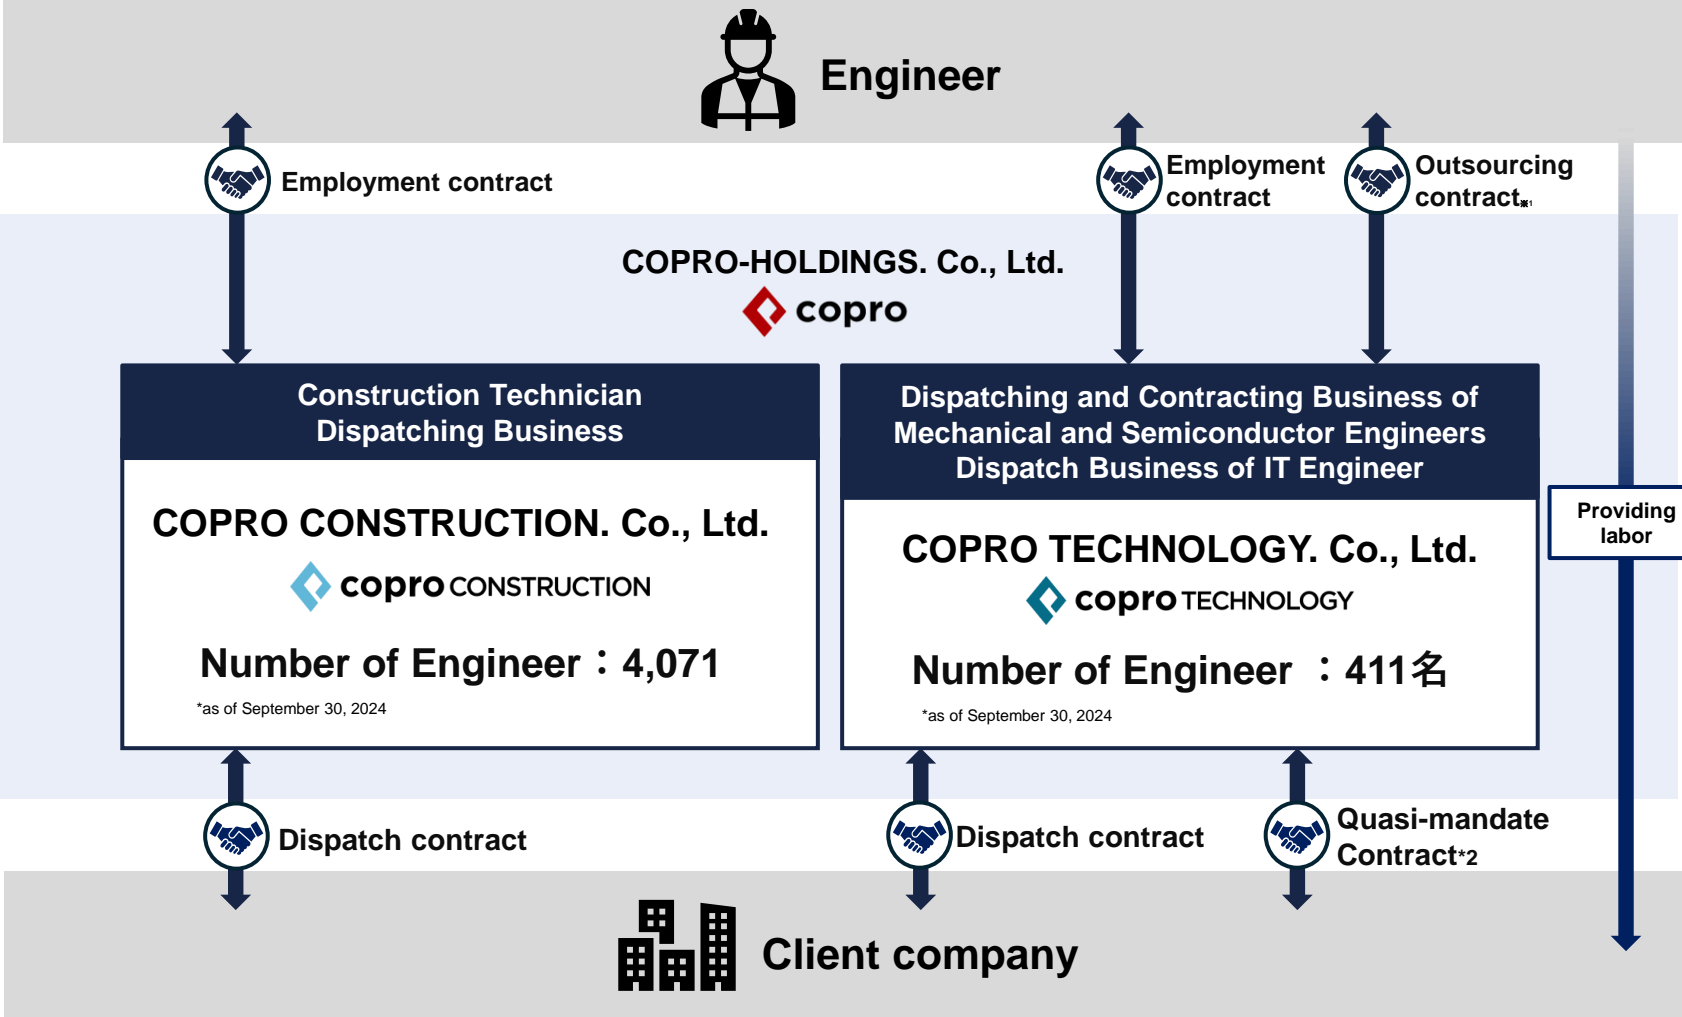 Engineer
Employment contract
Employment
contract
Outsourcing
contract※1
COPRO-HOLDINGS. Co., Ltd.
copro
Construction Technician
Dispatching Business
COPRO CONSTRUCTION. Co., Ltd.
copro CONSTRUCTION
Number of Engineer：4,071
*as of September 30, 2024
Dispatching and Contracting Business of
Mechanical and Semiconductor Engineers
Dispatch Business of IT Engineer
COPRO TECHNOLOGY. Co., Ltd.
copro TECHNOLOGY
Number of Engineer ：411名
*as of September 30, 2024
Providing
labor
Dispatch contract
Dispatch contract
Quasi-mandate
Contract*2
Client company